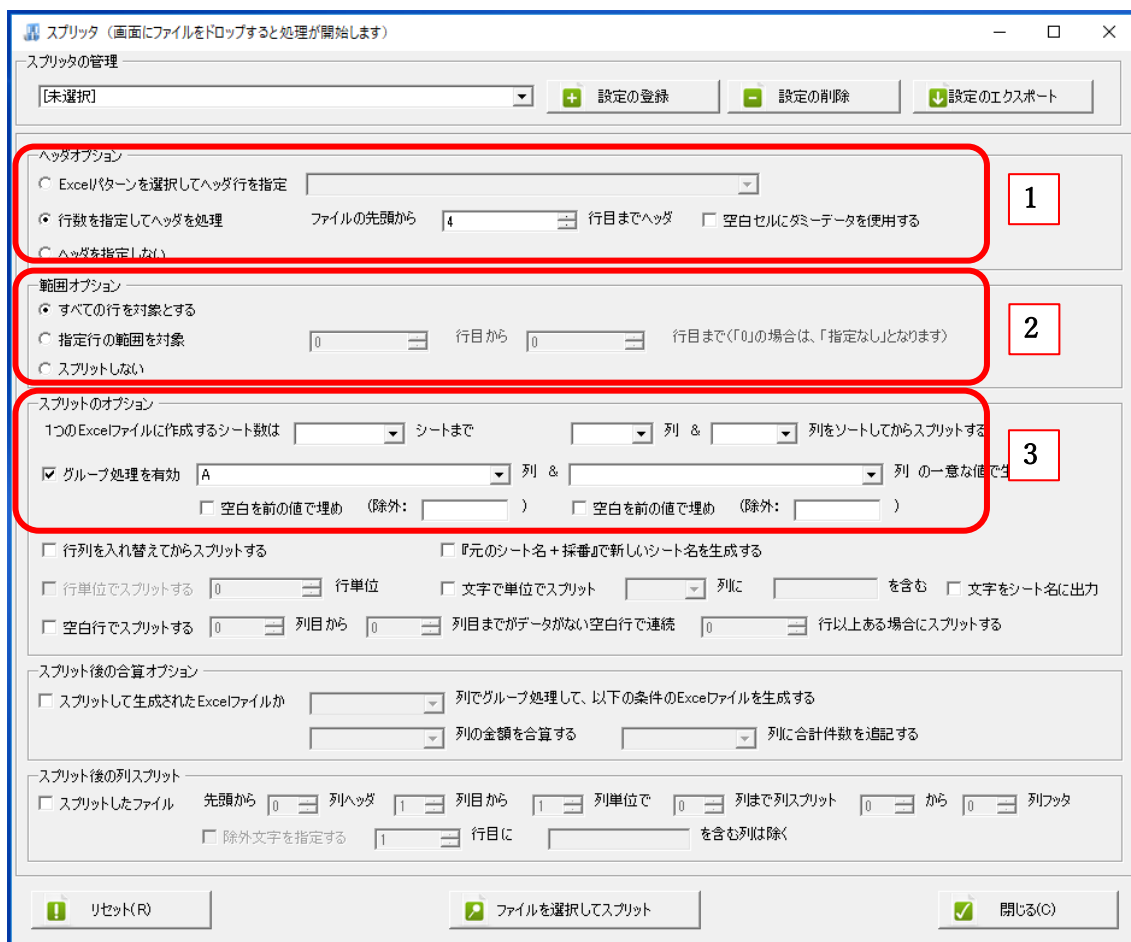 スプリッタ（画面にファイルをドロップすると処理が開始します）
スプリッタの管理
[未選択] 設定の登録 設定の削除 設定のエクスポート
ヘッダオプション
Excelパターンを選択してヘッダ行を指定
1
行数を指定してヘッダを処理 ファイルの先頭から 4 行目までヘッダ 空白セルにダミーデータを使用する
ヘッダを指定しない
範囲オプション
すべての行を対象とする
2
指定行の範囲を対象 0 行目から 0 行目まで(「0」の場合は、「指定なし」となります)
スプリットしない
スプリットのオプション
1つのExcelファイルに作成するシート数は シートまで 列 & 列をソートしてからスプリットする
3
グループ処理を有効 A 列 & 列 の一意な値で生
空白を前の値で埋め (除外: ) 空白を前の値で埋め (除外: )
行列を入れ替えてからスプリットする 『元のシート名＋採番』で新しいシート名を生成する
行単位でスプリットする 0 行単位 文字で単位でスプリット 列に を含む 文字をシート名に出力
空白行でスプリットする 0 列目から 0 列目までがデータがない空白行で連続 0 行以上ある場合にスプリットする
スプリット後の合算オプション
スプリットして生成されたExcelファイルか 列でグループ処理して、以下の条件のExcelファイルを生成する
列の金額を合算する 列に合計件数を追記する
スプリット後の列スプリット
スプリットしたファイル 先頭から 0 列ヘッダ 1 列目から 1 列単位で 0 列まで列スプリット 0 から 0 列フッタ
除外文字を指定する 1 行目に を含む列は除く
リセット(R) ファイルを選択してスプリット 閉じる(C)